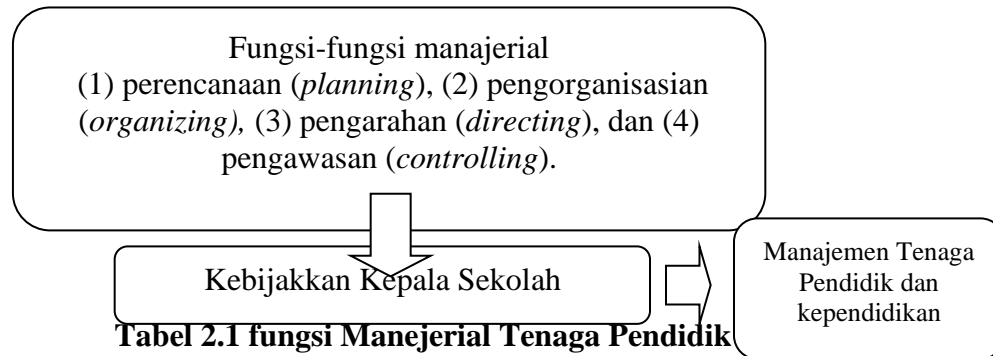 Fungsi-fungsi manajerial
(1) perencanaan (planning), (2) pengorganisasian
(organizing), (3) pengarahan (directing), dan (4)
pengawasan (controlling).
Kebijakkan Kepala Sekolah
Manajemen Tenaga
Pendidik dan
kependidikan
Tabel 2.1 fungsi Manejerial Tenaga Pendidik